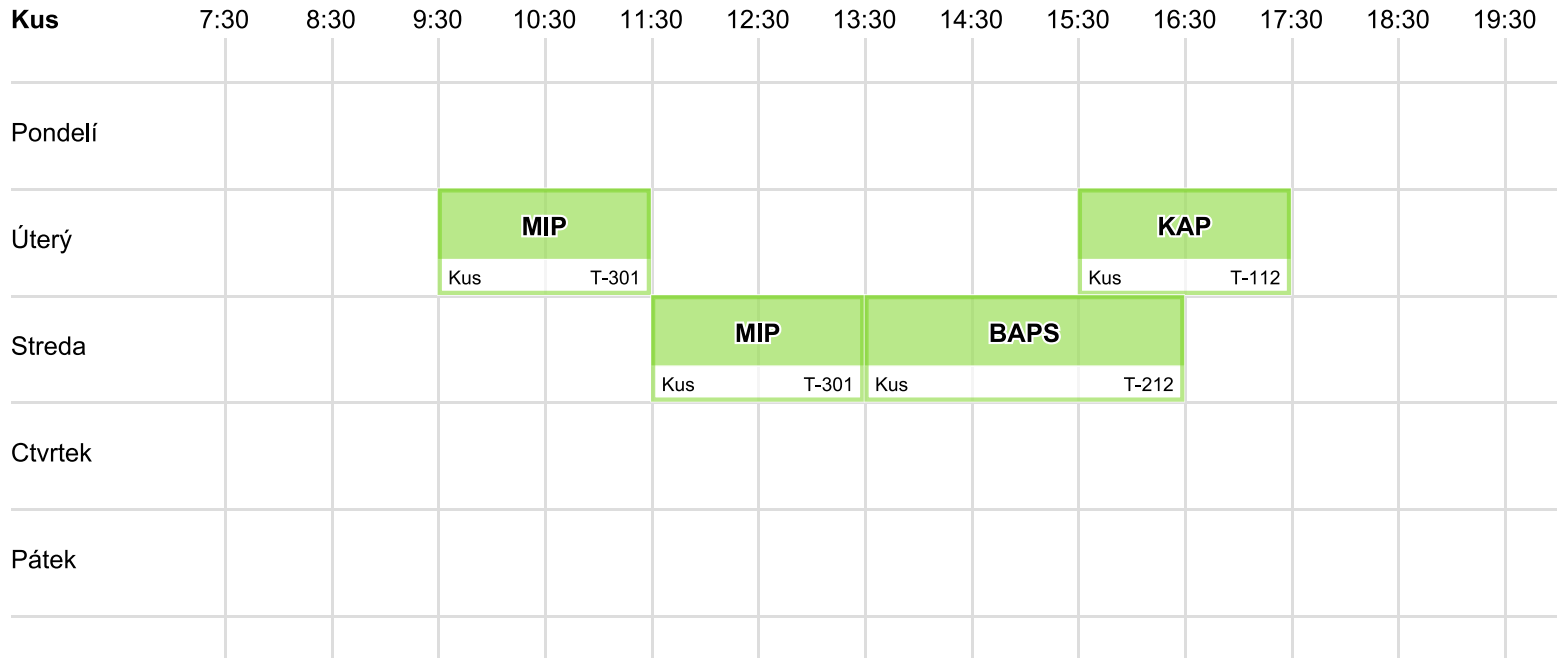 Kus 7:30 8:30 9:30 10:30 11:30 12:30 13:30 14:30 15:30 16:30 17:30 18:30 19:30
Pondelí
Úterý
MIP KAP
Kus T-301 Kus T-112
Streda
MIP BAPS
Kus T-301 Kus T-212
Ctvrtek
Pátek